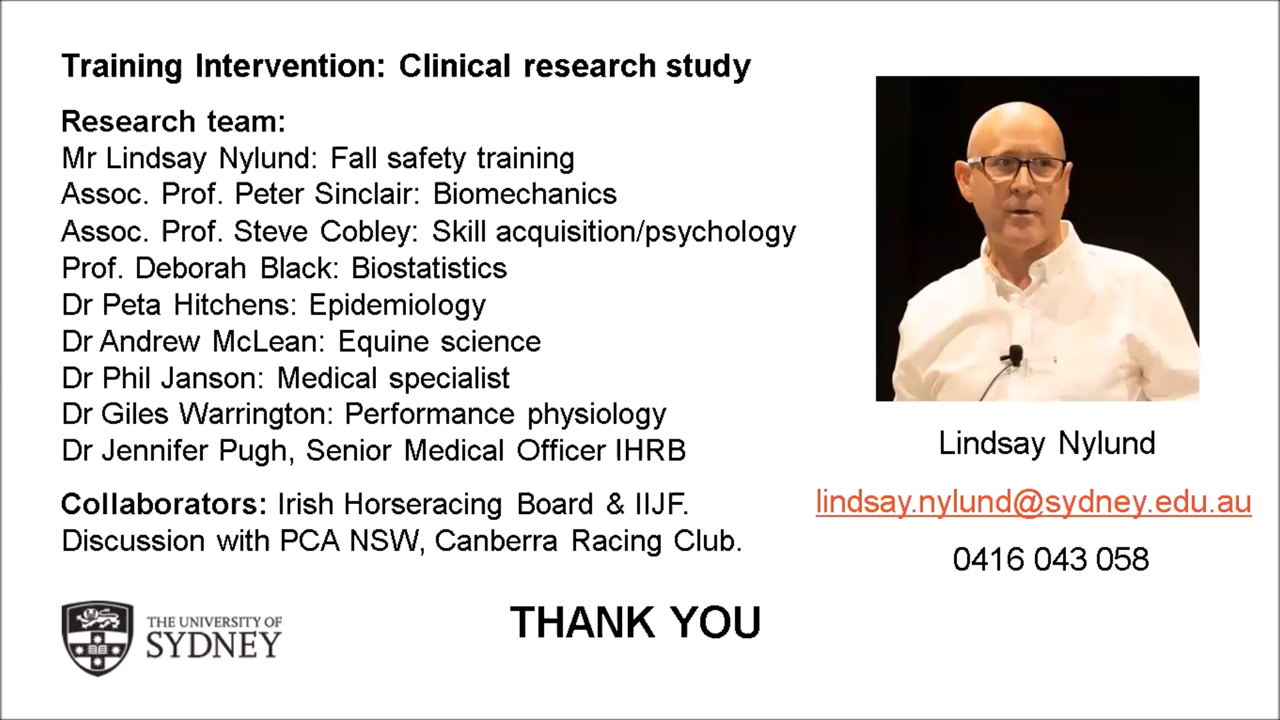 Training Intervention: Clinical research study
Research team:
Mr Lindsay Nylund: Fall safety training
Assoc. Prof. Peter Sinclair: Biomechanics
Assoc. Prof. Steve Cobley: Skill acquisition/psychology
Prof. Deborah Black: Biostatistics
Dr Peta Hitchens: Epidemiology
Dr Andrew McLean: Equine science
Dr Phil Janson: Medical specialist
Dr Giles Warrington: Performance physiology
Dr Jennifer Pugh, Senior Medical Officer IHRB
Collaborators: Irish Horseracing Board & IIJF.
Discussion with PCA NSW, Canberra Racing Club.
Lindsay Nylund
lindsay.nylund@sydney.edu.au
0416 043 058
THE UNIVERSITY OF
SYDNEY
THANK YOU